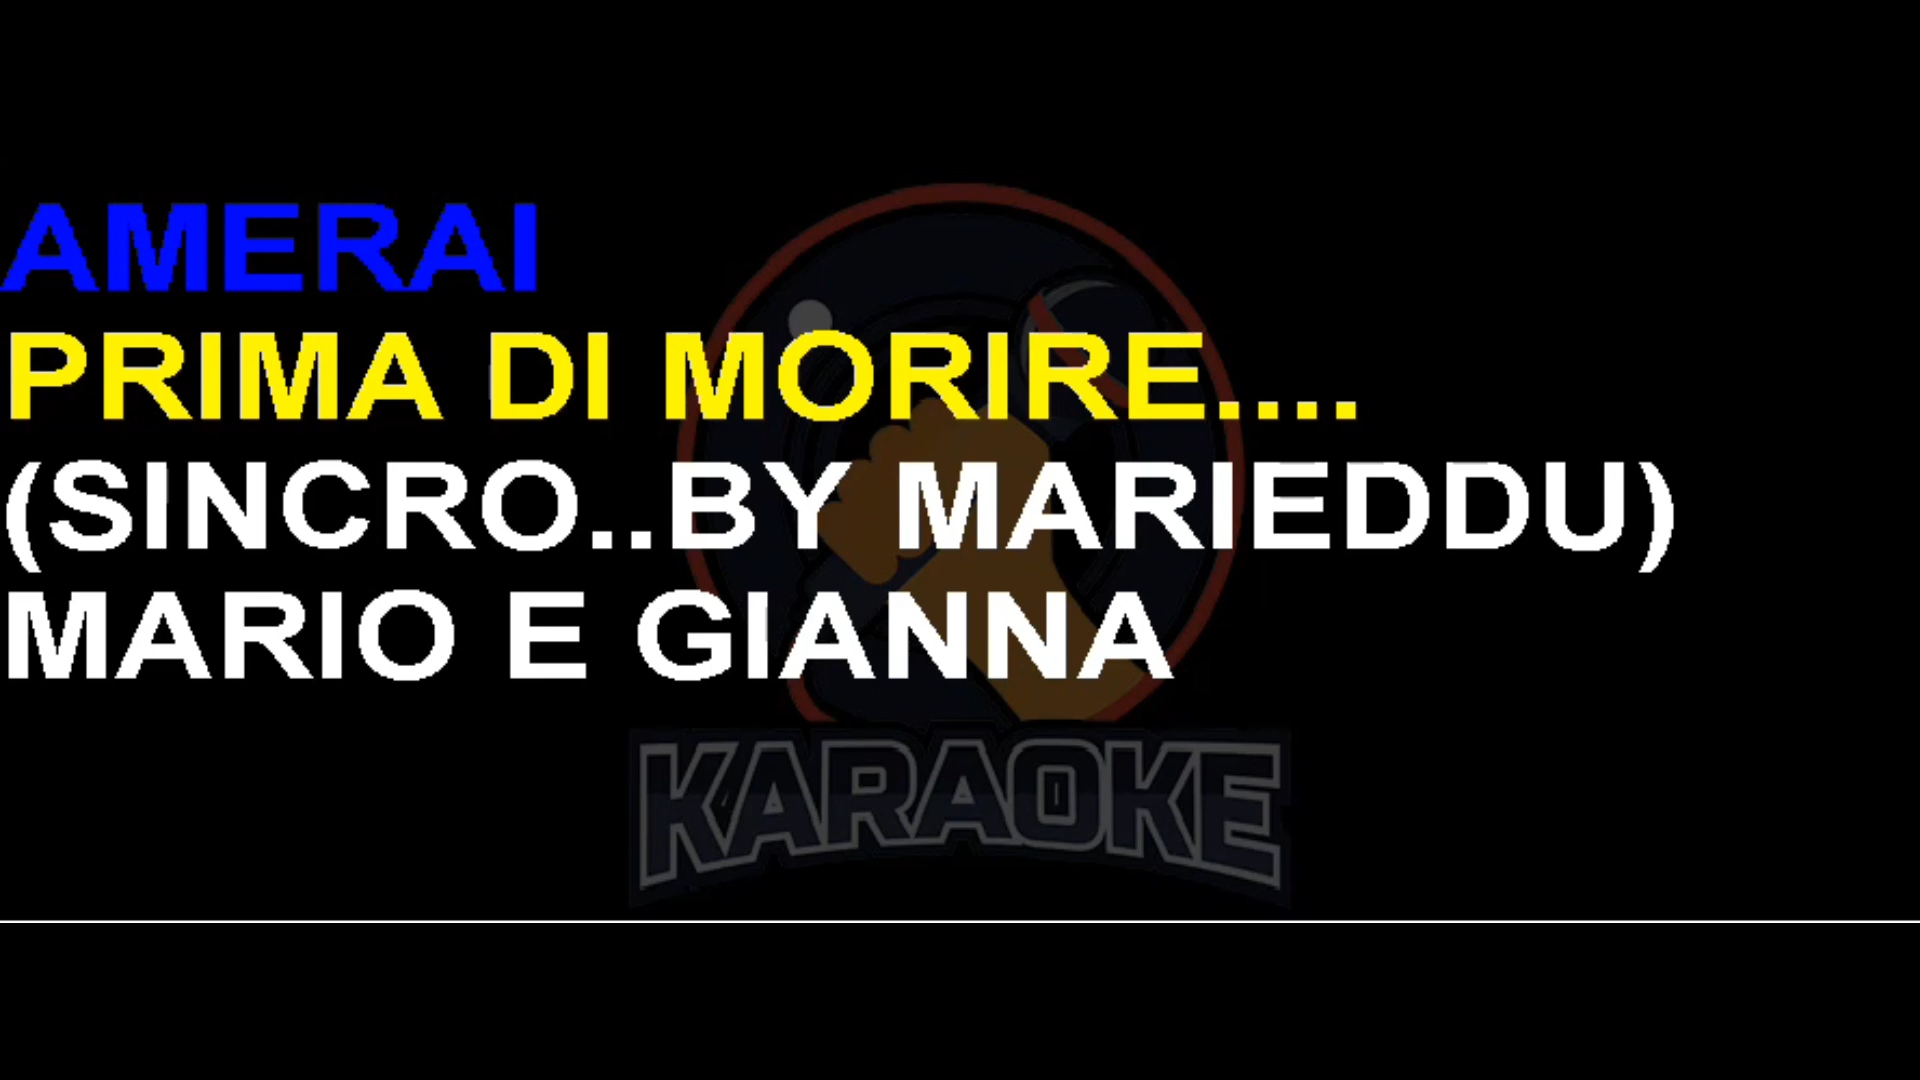 AMERAI
PRIMA DI MORIRE....
(SINCRO..BY MARIEDDU)
MARIO E GIANNA
KARAOKE